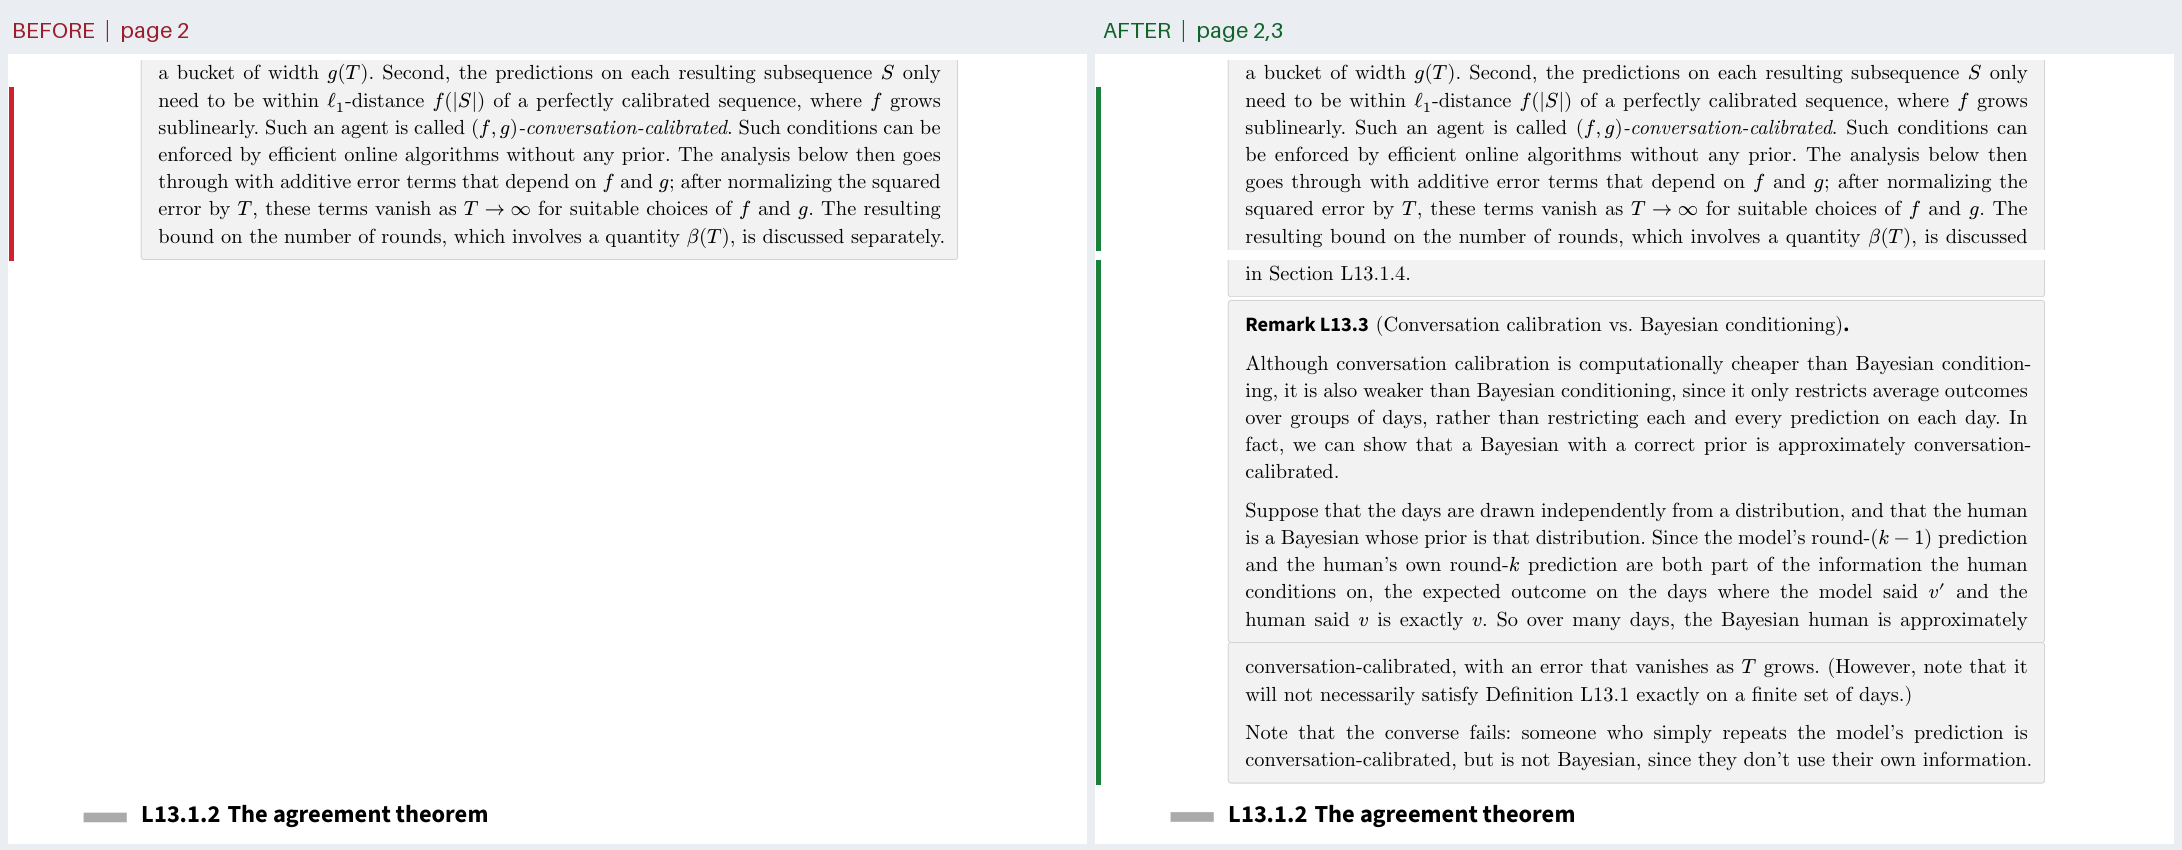 BEFORE | page 2
a bucket of width g(T). Second, the predictions on each resulting subsequence S only
need to be within ℓ₁-distance f(|S|) of a perfectly calibrated sequence, where f grows
sublinearly. Such an agent is called (f, g)-conversation-calibrated. Such conditions can be
enforced by efficient online algorithms without any prior. The analysis below then goes
through with additive error terms that depend on f and g; after normalizing the squared
error by T, these terms vanish as T → ∞ for suitable choices of f and g. The resulting
bound on the number of rounds, which involves a quantity β(T), is discussed separately.
L13.1.2 The agreement theorem
AFTER | page 2,3
a bucket of width g(T). Second, the predictions on each resulting subsequence S only
need to be within ℓ₁-distance f(|S|) of a perfectly calibrated sequence, where f grows
sublinearly. Such an agent is called (f, g)-conversation-calibrated. Such conditions can
be enforced by efficient online algorithms without any prior. The analysis below then
goes through with additive error terms that depend on f and g; after normalizing the
squared error by T, these terms vanish as T → ∞ for suitable choices of f and g. The
resulting bound on the number of rounds, which involves a quantity β(T), is discussed
in Section L13.1.4.
Remark L13.3 (Conversation calibration vs. Bayesian conditioning).
Although conversation calibration is computationally cheaper than Bayesian condition-
ing, it is also weaker than Bayesian conditioning, since it only restricts average outcomes
over groups of days, rather than restricting each and every prediction on each day. In
fact, we can show that a Bayesian with a correct prior is approximately conversation-
calibrated.
Suppose that the days are drawn independently from a distribution, and that the human
is a Bayesian whose prior is that distribution. Since the model's round-(k − 1) prediction
and the human's own round-k prediction are both part of the information the human
conditions on, the expected outcome on the days where the model said v′ and the
human said v is exactly v. So over many days, the Bayesian human is approximately
conversation-calibrated, with an error that vanishes as T grows. (However, note that it
will not necessarily satisfy Definition L13.1 exactly on a finite set of days.)
Note that the converse fails: someone who simply repeats the model's prediction is
conversation-calibrated, but is not Bayesian, since they don't use their own information.
L13.1.2 The agreement theorem